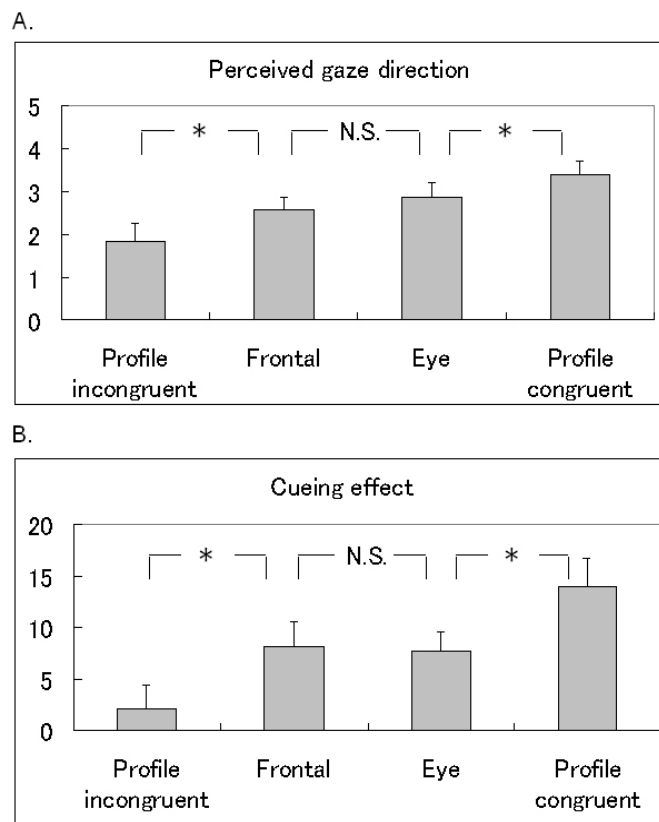 A.
Perceived gaze direction
5
* N.S. *
4
3
2
1
0
Profile incongruent Frontal Eye Profile congruent
B.
Cueing effect
20
* N.S. *
15
10
5
0
Profile incongruent Frontal Eye Profile congruent